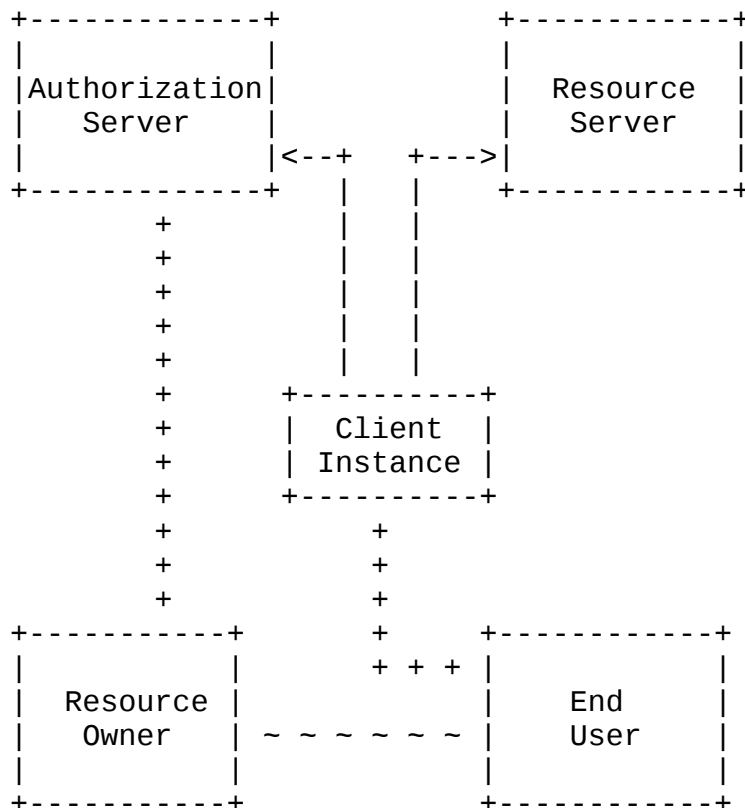 Authorization
Server
Resource
Server
Client
Instance
Resource
Owner
End
User